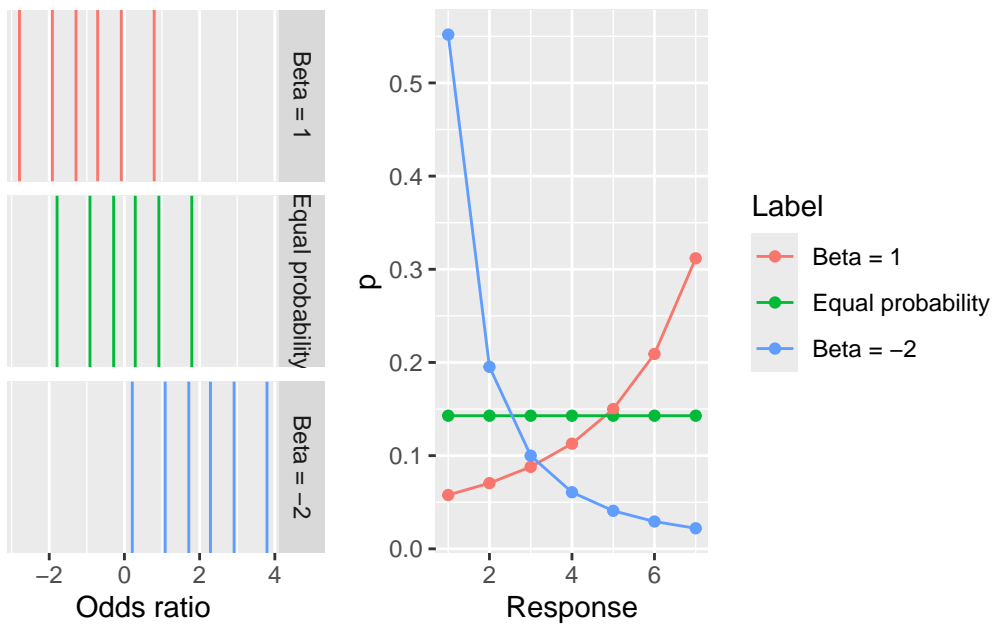 Beta = 1
Equal probability
Beta = −2
−2 0 2 4
Odds ratio
0.5
0.4
0.3
0.2
0.1
0.0
p
2 4 6
Response
Label
Beta = 1
Equal probability
Beta = −2